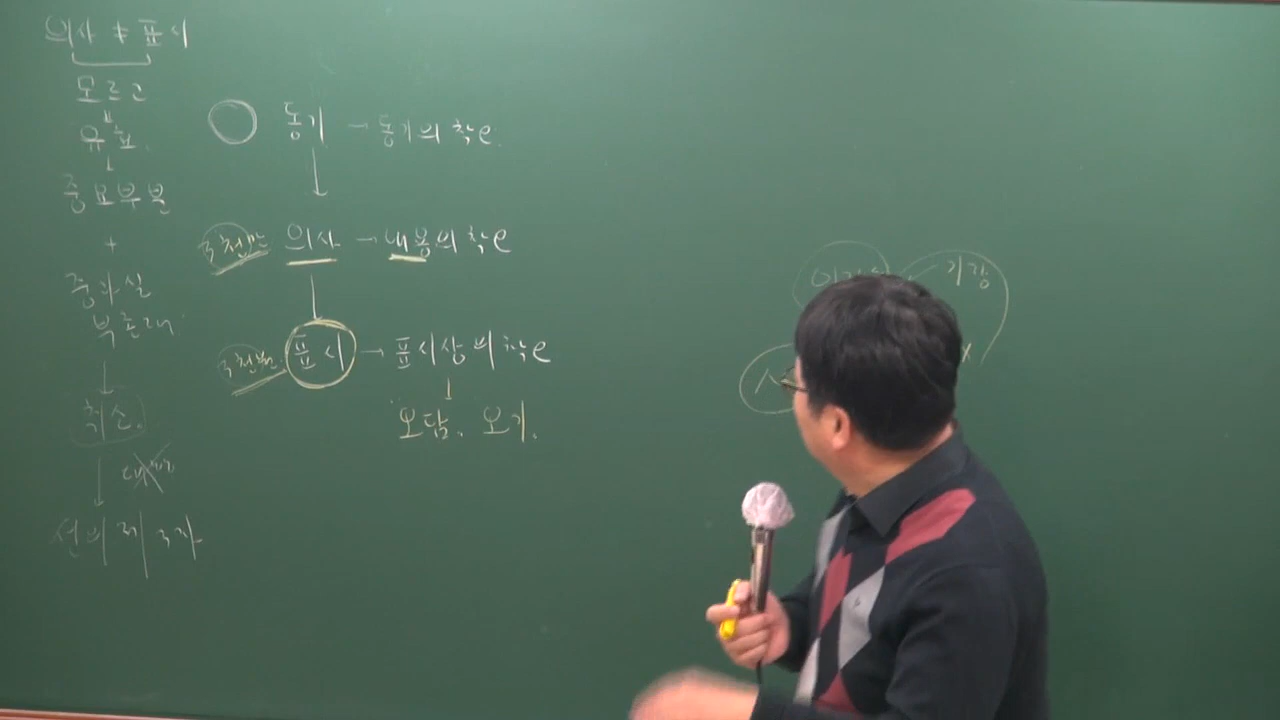 의사 ≠ 표시
모르고
유효.
중요부분
+
중과실
부존재
취소.
선의 제3자
동기 → 동기의 착오.
의사 → 내용의 착오
표시 → 표시상의 착오
오담. 오기.